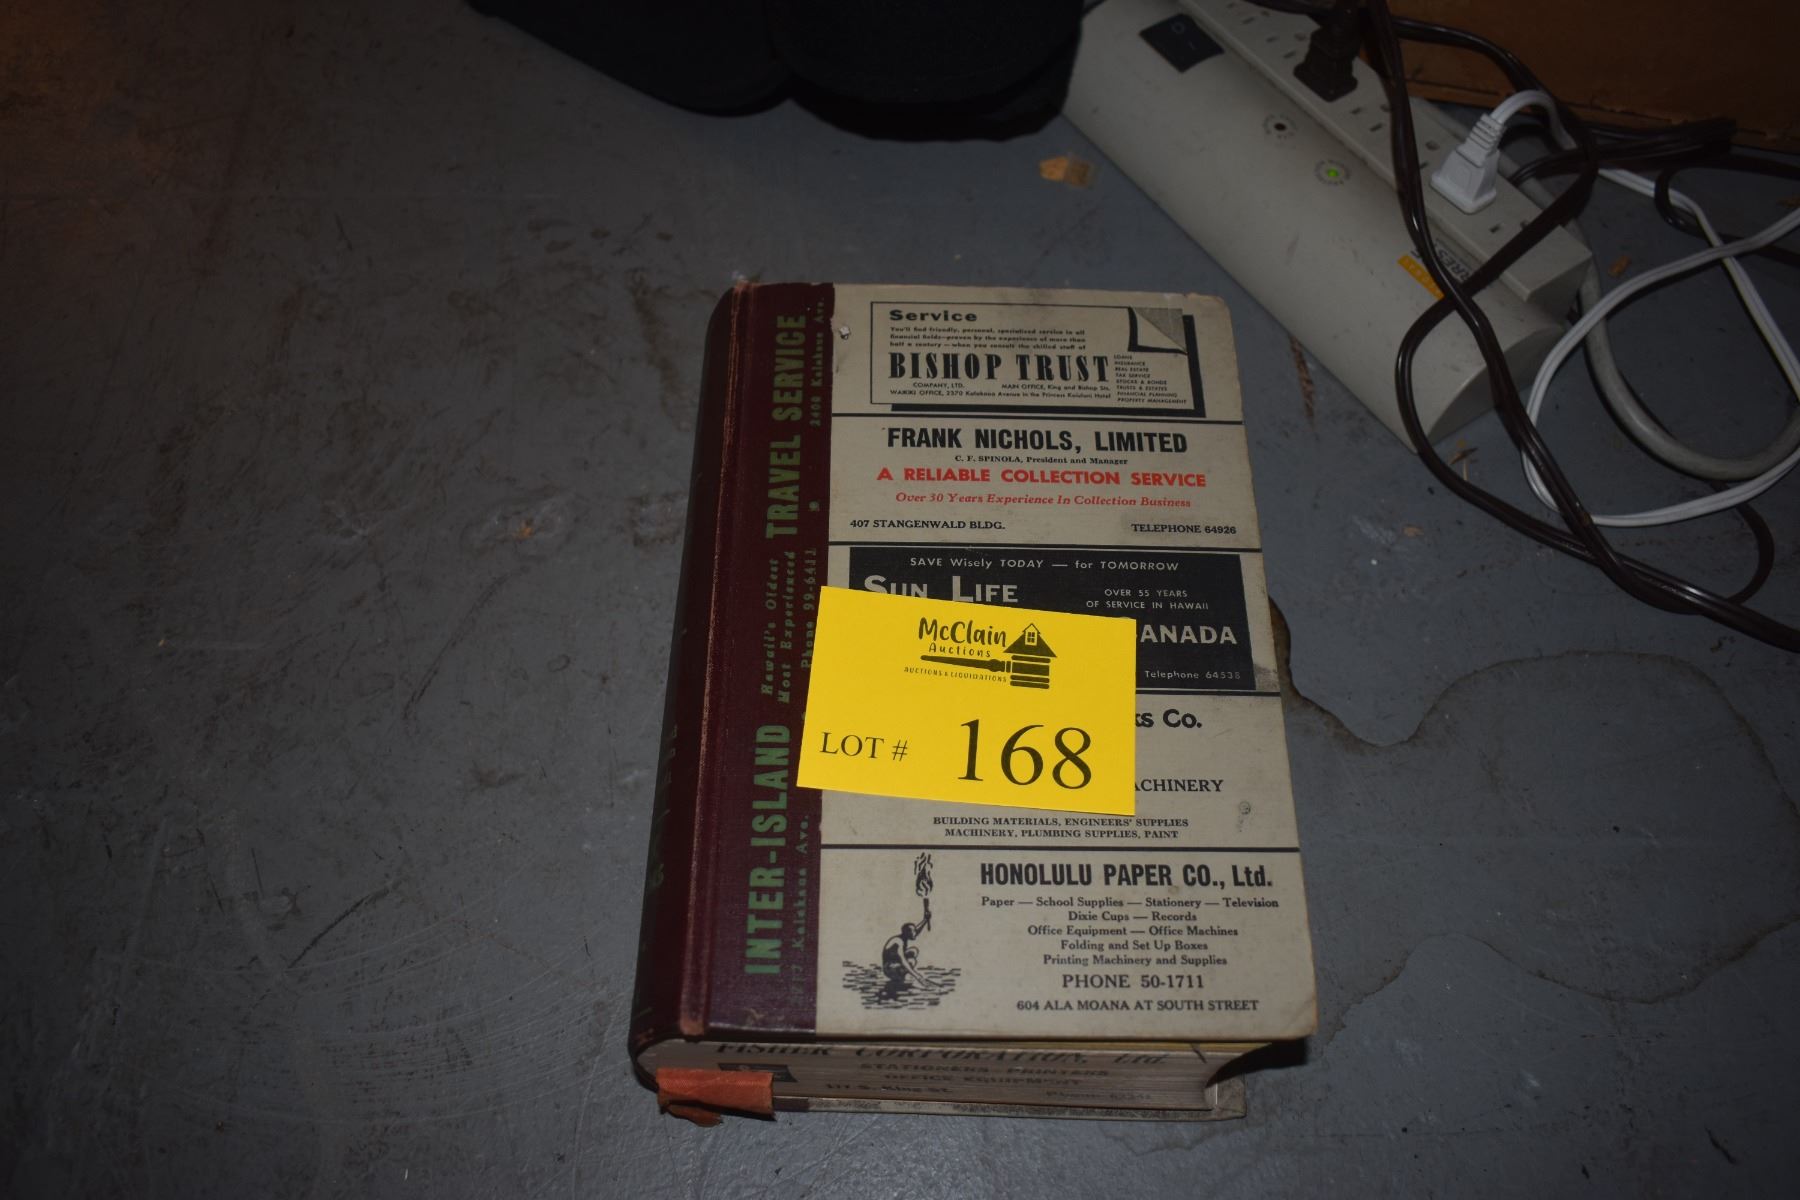 Service
You'll find friendly, personal, specialized service in all
financial fields—proven by the experience of more than
half a century—when you consult the skilled staff of
BISHOP TRUST
COMPANY, LTD. MAIN OFFICE, King and Bishop Sts.
WAIKIKI OFFICE, 2370 Kalakaua Avenue in the Princess Kaiulani Hotel
LOANS
INSURANCE
REAL ESTATE
TAX SERVICE
STOCKS & BONDS
TRUSTS & ESTATES
FINANCIAL PLANNING
PROPERTY MANAGEMENT
FRANK NICHOLS, LIMITED
C. F. SPINOLA, President and Manager
A RELIABLE COLLECTION SERVICE
Over 30 Years Experience In Collection Business
407 STANGENWALD BLDG. TELEPHONE 64926
SAVE Wisely TODAY — for TOMORROW
SUN LIFE
OVER 55 YEARS
OF SERVICE IN HAWAII
CANADA
Telephone 64538
McClain
Auctions
AUCTIONS & LIQUIDATIONS
LOT # 168
ks Co.
ACHINERY
BUILDING MATERIALS, ENGINEERS' SUPPLIES
MACHINERY, PLUMBING SUPPLIES, PAINT
HONOLULU PAPER CO., Ltd.
Paper — School Supplies — Stationery — Television
Dixie Cups — Records
Office Equipment — Office Machines
Folding and Set Up Boxes
Printing Machinery and Supplies
PHONE 50-1711
604 ALA MOANA AT SOUTH STREET
INTER-ISLAND Hawaii's Oldest Most Experienced TRAVEL SERVICE
Kalakaua Ave. Phone 99-6411 2408 Kalakaua Ave.
FISHER CORPORATION, Ltd
STATIONERS PRINTERS
OFFICE EQUIPMENT
177 S. King St.